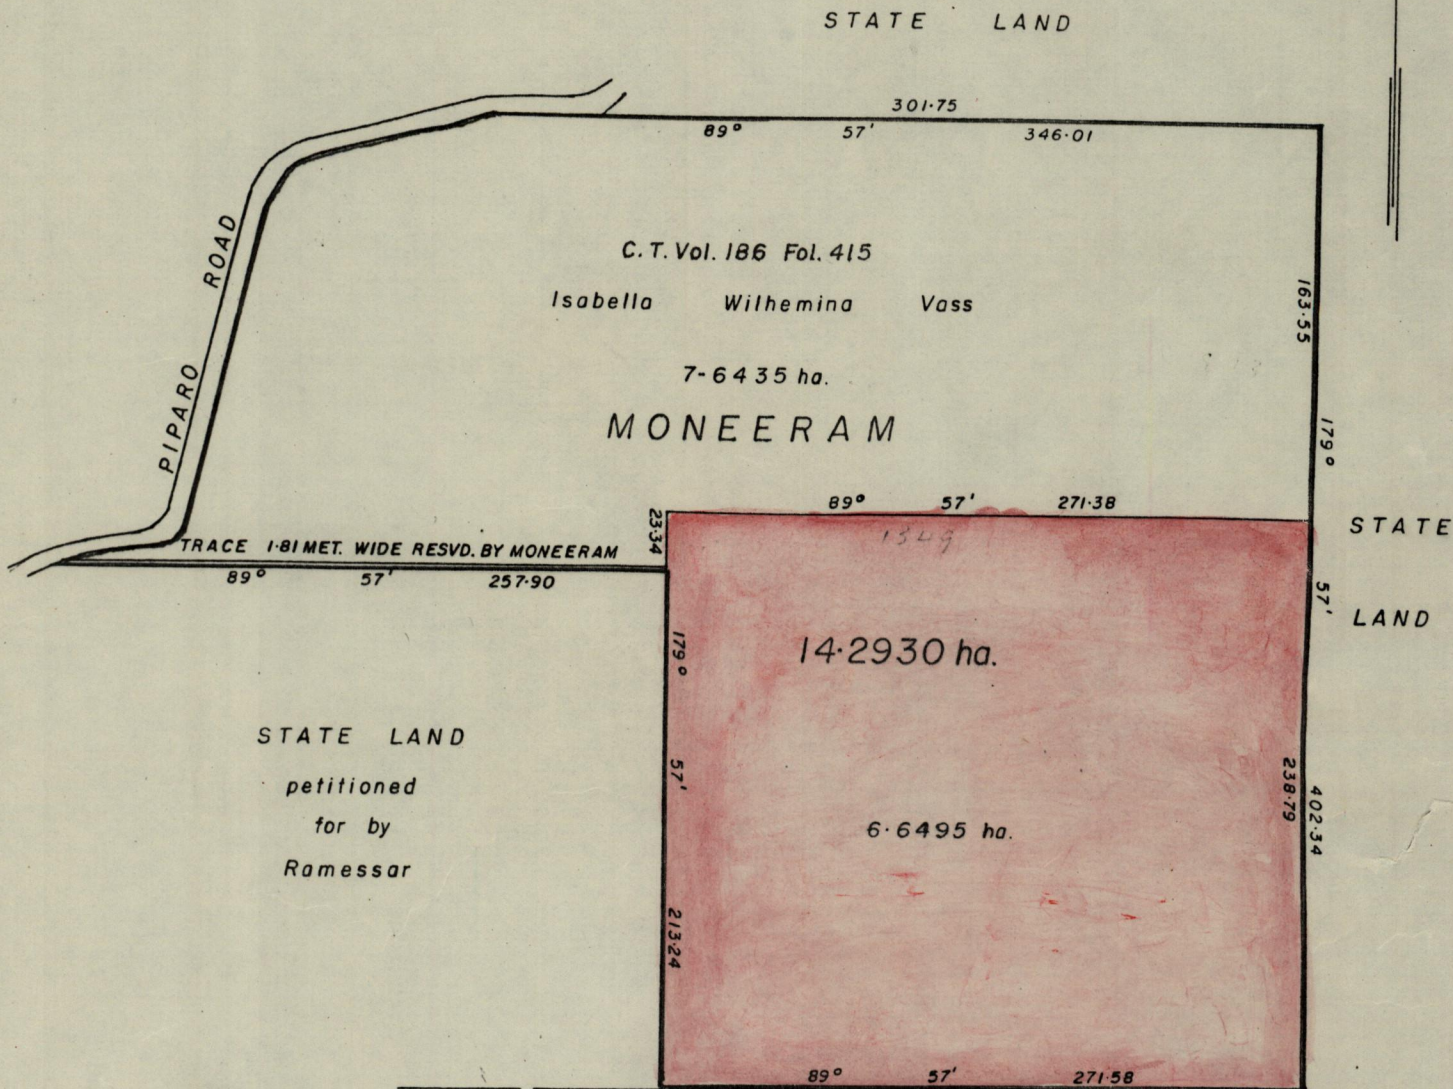 STATE LAND
301·75
89° 57' 346·01
PIPARO ROAD
C. T. Vol. 186 Fol. 415
Isabella Wilhemina Vass
7-6435 ha.
MONEERAM
163·55
179°
57'
402·34
89° 57' 271·38
1349
23·34
TRACE 1·81 MET. WIDE RESVD. BY MONEERAM
89° 57' 257·90
STATE
LAND
14·2930 ha.
179°
57'
213·24
STATE LAND
petitioned
for by
Ramessar
6·6495 ha.
238·79
89° 57' 271·58